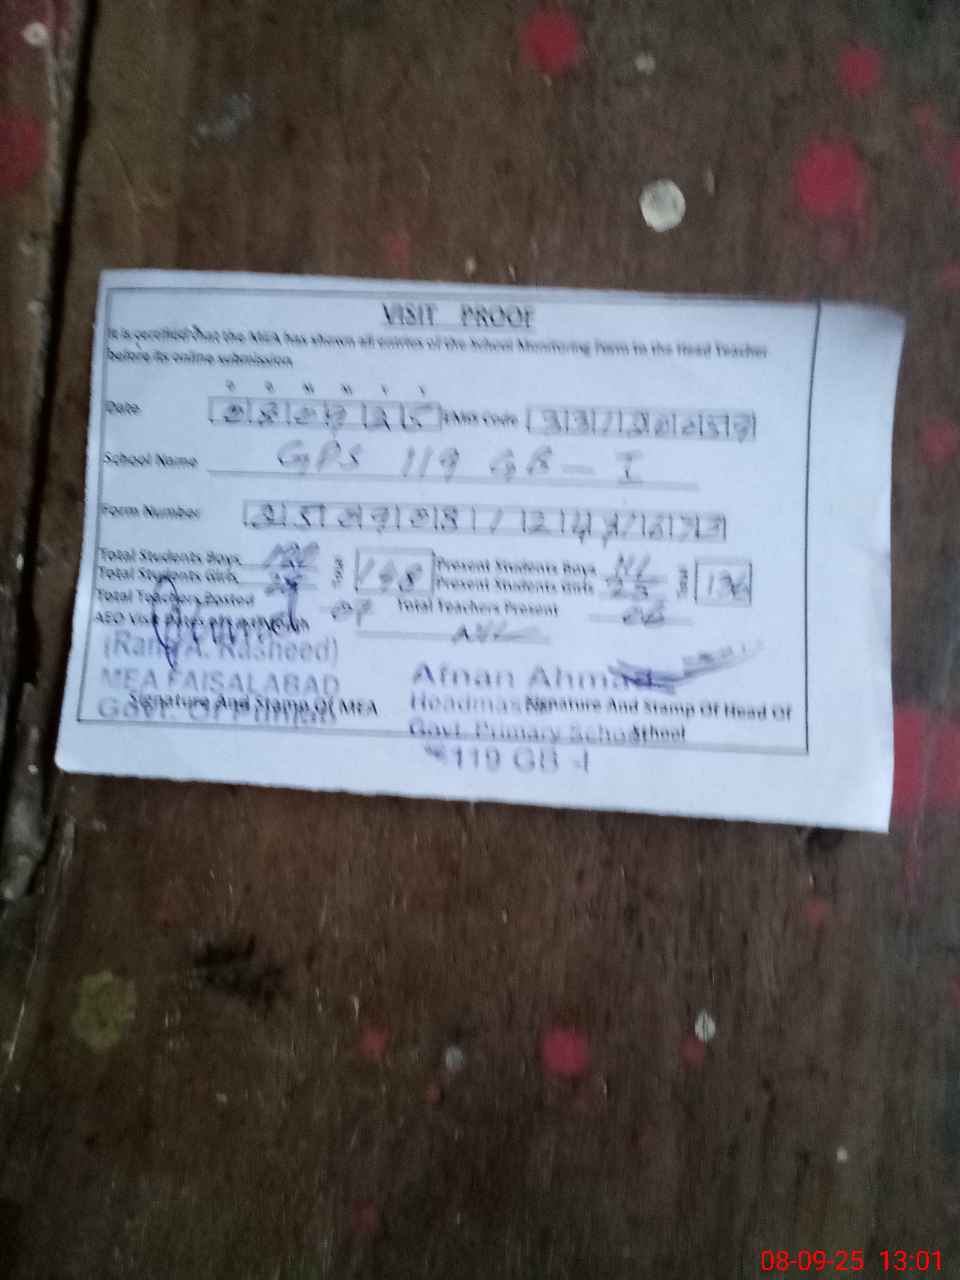 VISIT PROOF
It is certified that the MEA has shown all entries of the School Monitoring Form to the Head Teacher
before its online submission
D D M M Y Y
Date 080925 EMIS Code
School Name GPS 119 GB - I
Form Number
Total Students Boys Present Students Boys 111
Total Students Girls 148 Present Students Girls 25 136
Total Teachers Posted 07 Total Teachers Present 06
AEO Visit
(Rana A. Rasheed)
MEA FAISALABAD
Govt. Of Punjab
Signature And Stamp Of MEA
Afnan Ahmad
Headmaster
Signature And Stamp Of Head Of
School
Govt. Primary School
119 GB -I
08-09-25 13:01